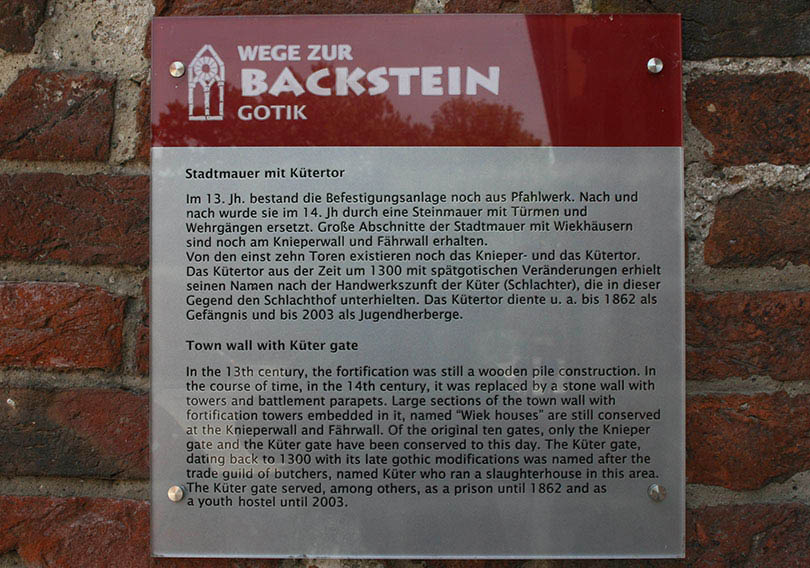 WEGE ZUR
BACKSTEIN
GOTIK
Stadtmauer mit Kütertor
Im 13. Jh. bestand die Befestigungsanlage noch aus Pfahlwerk. Nach und
nach wurde sie im 14. Jh durch eine Steinmauer mit Türmen und
Wehrgängen ersetzt. Große Abschnitte der Stadtmauer mit Wiekhäusern
sind noch am Knieperwall und Fährwall erhalten.
Von den einst zehn Toren existieren noch das Knieper- und das Kütertor.
Das Kütertor aus der Zeit um 1300 mit spätgotischen Veränderungen erhielt
seinen Namen nach der Handwerkszunft der Küter (Schlachter), die in dieser
Gegend den Schlachthof unterhielten. Das Kütertor diente u. a. bis 1862 als
Gefängnis und bis 2003 als Jugendherberge.
Town wall with Küter gate
In the 13th century, the fortification was still a wooden pile construction. In
the course of time, in the 14th century, it was replaced by a stone wall with
towers and battlement parapets. Large sections of the town wall with
fortification towers embedded in it, named “Wiek houses” are still conserved
at the Knieperwall and Fährwall. Of the original ten gates, only the Knieper
gate and the Küter gate have been conserved to this day. The Küter gate,
dating back to 1300 with its late gothic modifications was named after the
trade guild of butchers, named Küter who ran a slaughterhouse in this area.
The Küter gate served, among others, as a prison until 1862 and as
a youth hostel until 2003.